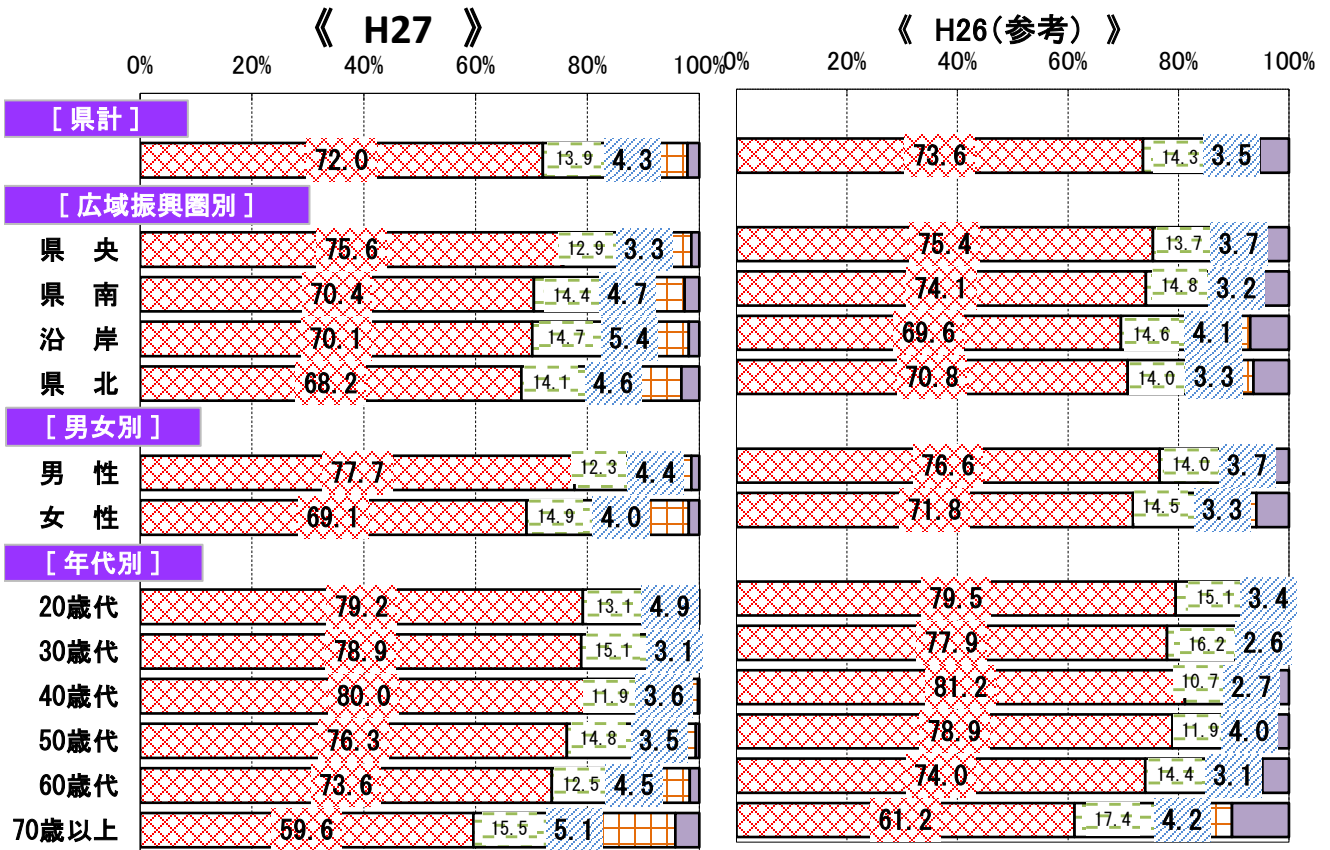 《 H27 》
0% 20% 40% 60% 80% 100%
[ 県計 ]
72.0 13.9 4.3
[ 広域振興圏別 ]
県 央 75.6 12.9 3.3
県 南 70.4 14.4 4.7
沿 岸 70.1 14.7 5.4
県 北 68.2 14.1 4.6
[ 男女別 ]
男 性 77.7 12.3 4.4
女 性 69.1 14.9 4.0
[ 年代別 ]
20歳代 79.2 13.1 4.9
30歳代 78.9 15.1 3.1
40歳代 80.0 11.9 3.6
50歳代 76.3 14.8 3.5
60歳代 73.6 12.5 4.5
70歳以上 59.6 15.5 5.1
《 H26(参考) 》
0% 20% 40% 60% 80% 100%
73.6 14.3 3.5
75.4 13.7 3.7
74.1 14.8 3.2
69.6 14.6 4.1
70.8 14.0 3.3
76.6 14.0 3.7
71.8 14.5 3.3
79.5 15.1 3.4
77.9 16.2 2.6
81.2 10.7 2.7
78.9 11.9 4.0
74.0 14.4 3.1
61.2 17.4 4.2